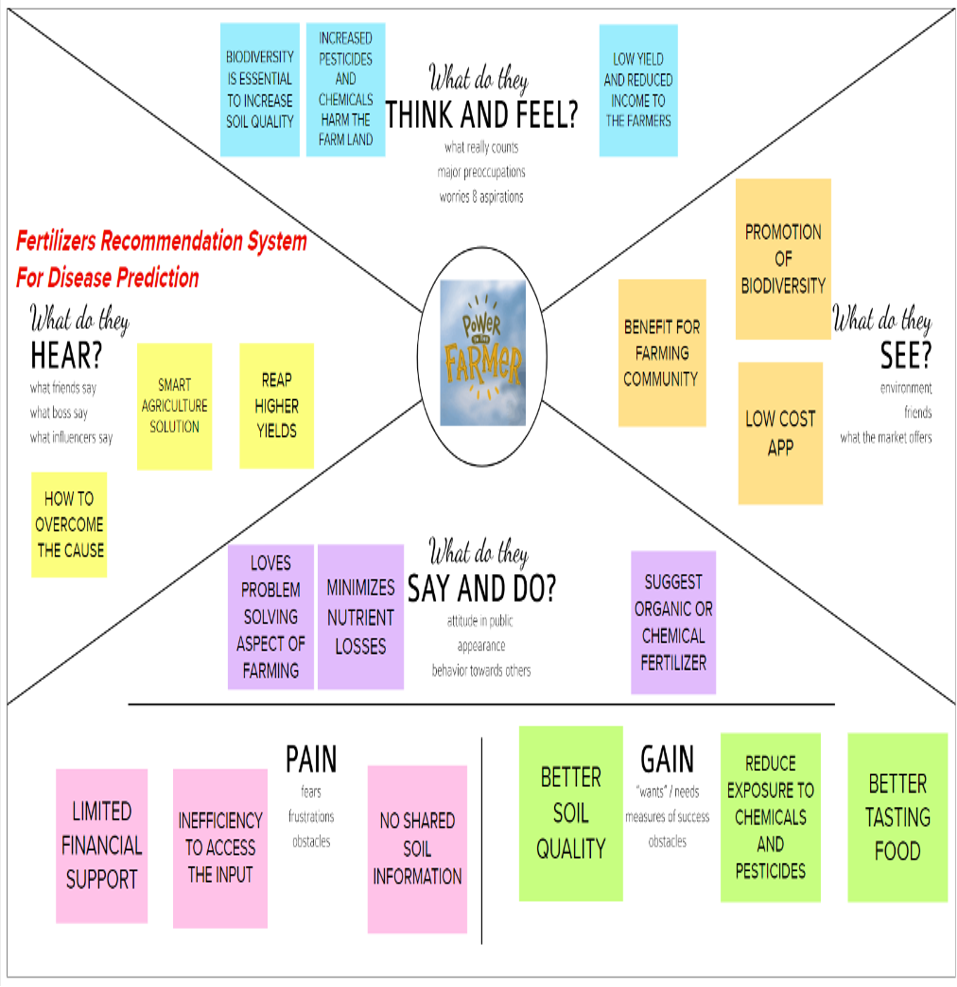 BIODIVERSITY
IS ESSENTIAL
TO INCREASE
SOIL QUALITY
INCREASED
PESTICIDES
AND
CHEMICALS
HARM THE
FARM LAND
What do they
THINK AND FEEL?
what really counts
major preoccupations
worries & aspirations
LOW YIELD
AND REDUCED
INCOME TO
THE FARMERS
Fertilizers Recommendation System
For Disease Prediction
What do they
HEAR?
what friends say
what boss say
what influencers say
SMART
AGRICULTURE
SOLUTION
REAP
HIGHER
YIELDS
HOW TO
OVERCOME
THE CAUSE
POWER
FARMER
BENEFIT FOR
FARMING
COMMUNITY
PROMOTION
OF
BIODIVERSITY
LOW COST
APP
What do they
SEE?
environment
friends
what the market offers
LOVES
PROBLEM
SOLVING
ASPECT OF
FARMING
MINIMIZES
NUTRIENT
LOSSES
What do they
SAY AND DO?
attitude in public
appearance
behavior towards others
SUGGEST
ORGANIC OR
CHEMICAL
FERTILIZER
PAIN
fears
frustrations
obstacles
LIMITED
FINANCIAL
SUPPORT
INEFFICIENCY
TO ACCESS
THE INPUT
NO SHARED
SOIL
INFORMATION
BETTER
SOIL
QUALITY
GAIN
"wants" / needs
measures of success
obstacles
REDUCE
EXPOSURE TO
CHEMICALS
AND
PESTICIDES
BETTER
TASTING
FOOD